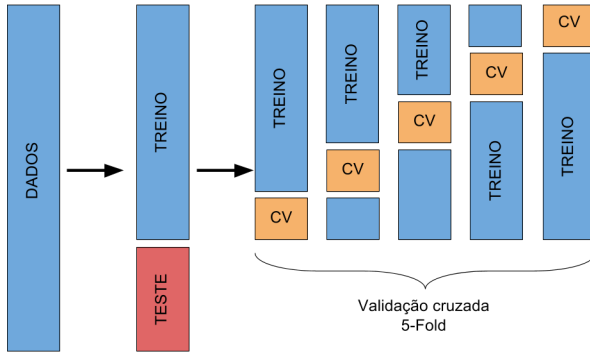 DADOS
TREINO
TESTE
TREINO
CV
TREINO
CV
TREINO
CV
CV
TREINO
CV
TREINO
Validação cruzada
5-Fold